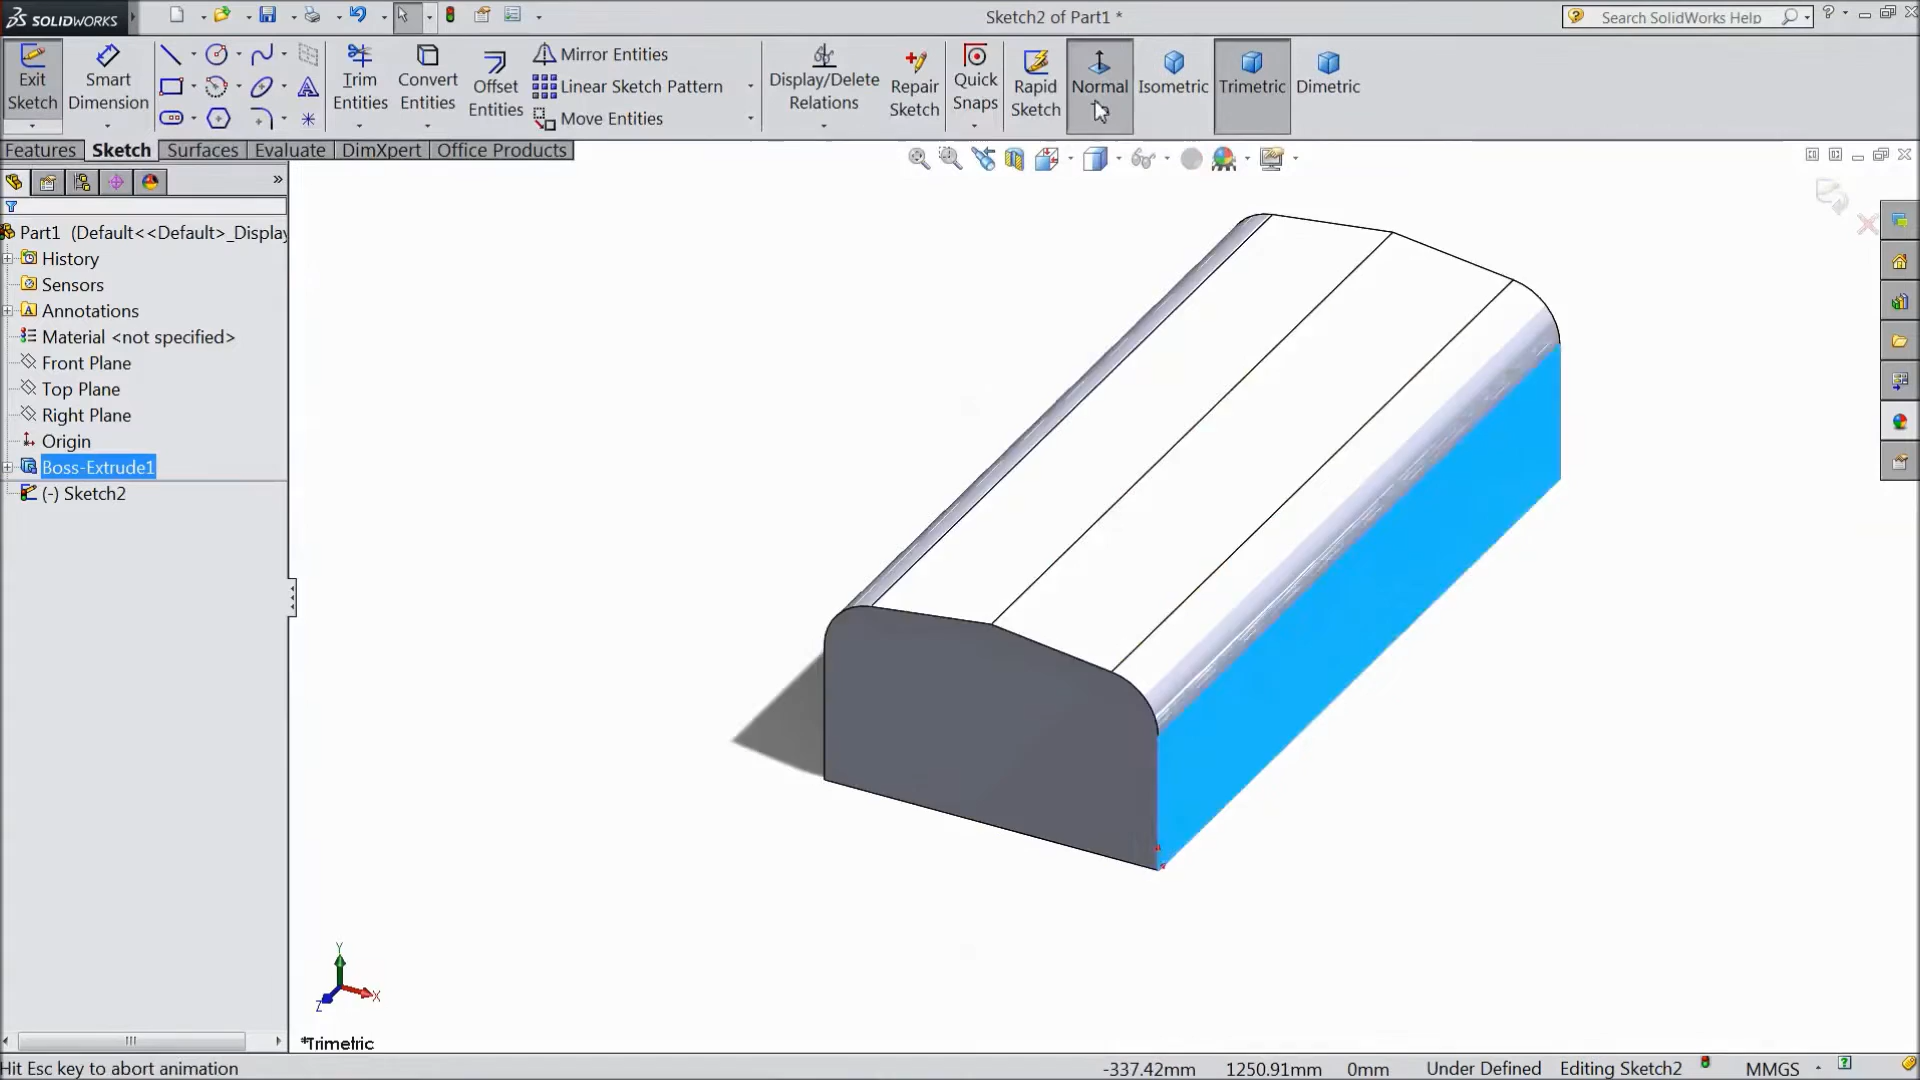 SOLIDWORKS
Sketch2 of Part1 *
Search SolidWorks Help
Exit Sketch
Smart Dimension
Trim Entities
Convert Entities
Offset Entities
Mirror Entities
Linear Sketch Pattern
Move Entities
Display/Delete Relations
Repair Sketch
Quick Snaps
Rapid Sketch
Normal
Isometric
Trimetric
Dimetric
Features
Sketch
Surfaces
Evaluate
DimXpert
Office Products
Part1 (Default<<Default>_Display
History
Sensors
Annotations
Material <not specified>
Front Plane
Top Plane
Right Plane
Origin
Boss-Extrude1
(-) Sketch2
Y
X
Z
*Trimetric
Hit Esc key to abort animation
-337.42mm
1250.91mm
0mm
Under Defined
Editing Sketch2
MMGS